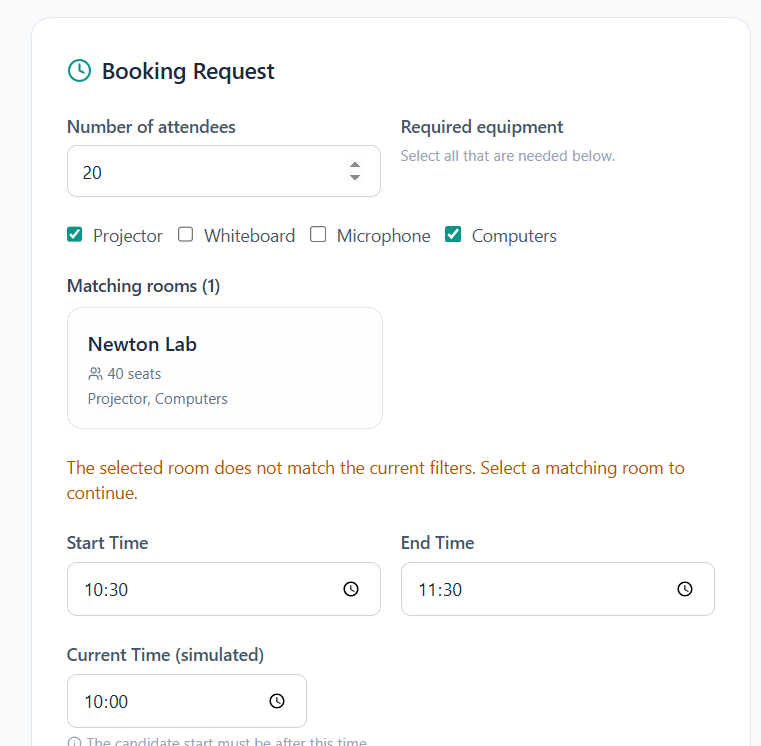 Booking Request
Number of attendees
Required equipment
20
Select all that are needed below.
Projector
Whiteboard
Microphone
Computers
Matching rooms (1)
Newton Lab
40 seats
Projector, Computers
The selected room does not match the current filters. Select a matching room to
continue.
Start Time
End Time
10:30
11:30
Current Time (simulated)
10:00
The candidate start must be after this time